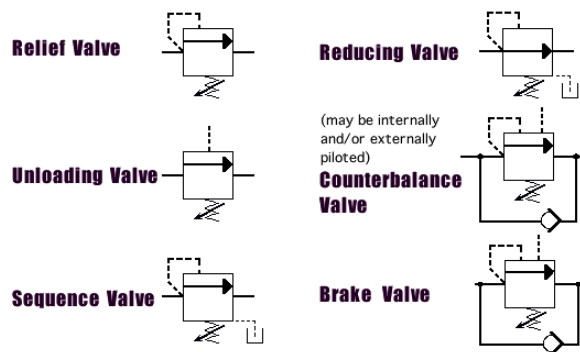 Relief Valve
Reducing Valve
Unloading Valve
(may be internally
and/or externally
piloted)
Counterbalance
Valve
Sequence Valve
Brake Valve